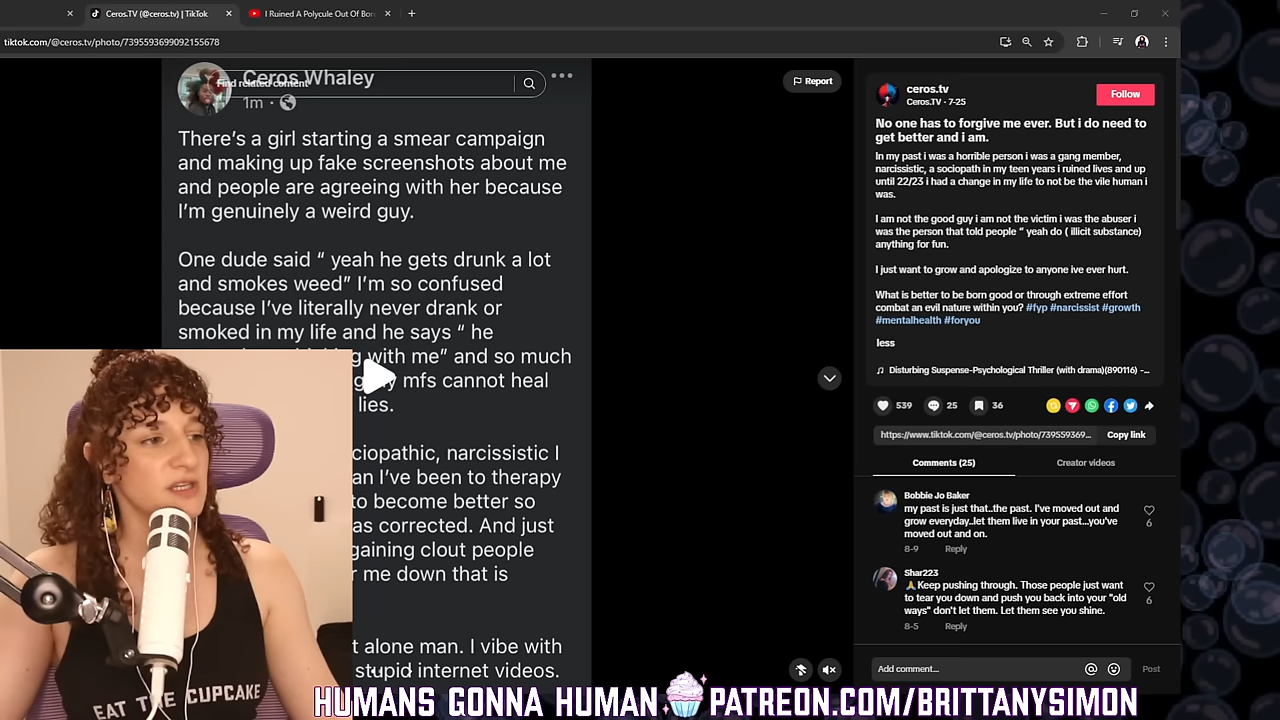 Ceros.TV (@ceros.tv) | TikTok
I Ruined A Polycule Out Of Bor
tiktok.com/@ceros.tv/photo/7395593699092155678
Ceros Whaley
Find related content
1m
There's a girl starting a smear campaign
and making up fake screenshots about me
and people are agreeing with her because
I'm genuinely a weird guy.
One dude said “ yeah he gets drunk a lot
and smokes weed” I'm so confused
because I've literally never drank or
smoked in my life and he says “ he
with me” and so much
mfs cannot heal
lies.
ciopathic, narcissistic I
an I've been to therapy
to become better so
as corrected. And just
gaining clout people
r me down that is
t alone man. I vibe with
stupid internet videos.
Report
ceros.tv
Ceros.TV · 7-25
Follow
No one has to forgive me ever. But i do need to
get better and i am.
In my past i was a horrible person i was a gang member,
narcissistic, a sociopath in my teen years i ruined lives and up
until 22/23 i had a change in my life to not be the vile human i
was.
I am not the good guy i am not the victim i was the abuser i
was the person that told people “ yeah do ( illicit substance)
anything for fun.
I just want to grow and apologize to anyone ive ever hurt.
What is better to be born good or through extreme effort
combat an evil nature within you? #fyp #narcissist #growth
#mentalhealth #foryou
less
Disturbing Suspense-Psychological Thriller (with drama)(890116) -...
539 25 36
https://www.tiktok.com/@ceros.tv/photo/739559369... Copy link
Comments (25) Creator videos
Bobbie Jo Baker
my past is just that..the past. I've moved out and
grow everyday..let them live in your past...you've
moved out and on.
6
8-9 Reply
Shar223
🙏Keep pushing through. Those people just want
to tear you down and push you back into your "old
ways" don't let them. Let them see you shine.
6
8-5 Reply
Add comment... Post
EAT THE CUPCAKE
HUMANS GONNA HUMAN PATREON.COM/BRITTANYSIMON